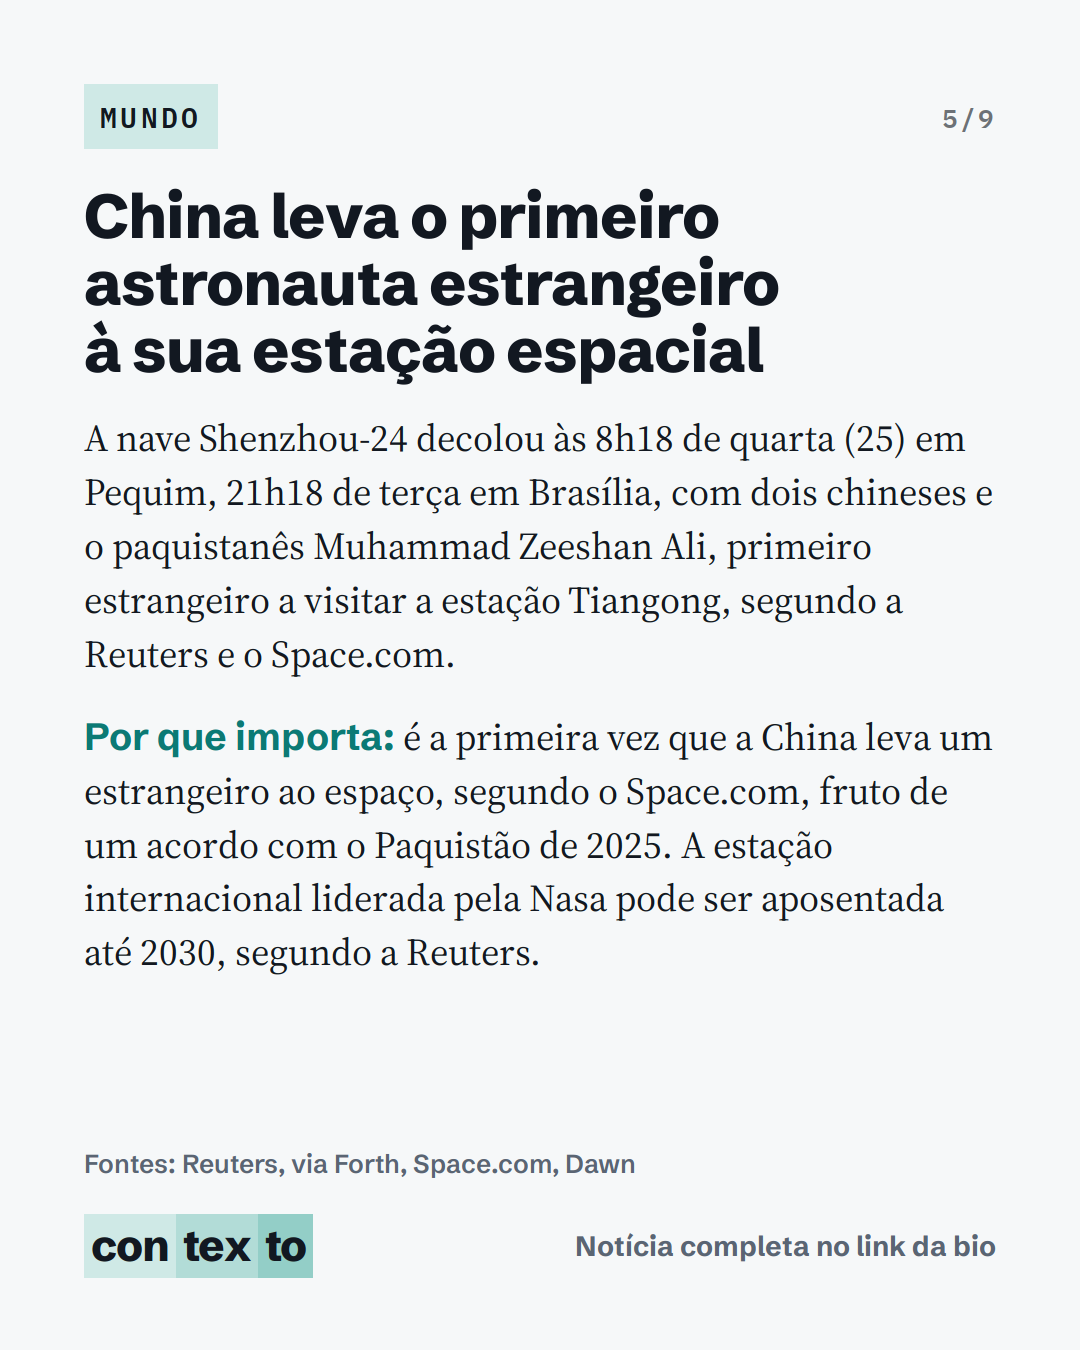 MUNDO
5/9
China leva o primeiro
astronauta estrangeiro
à sua estação espacial
A nave Shenzhou-24 decolou às 8h18 de quarta (25) em
Pequim, 21h18 de terça em Brasília, com dois chineses e
o paquistanês Muhammad Zeeshan Ali, primeiro
estrangeiro a visitar a estação Tiangong, segundo a
Reuters e o Space.com.
Por que importa: é a primeira vez que a China leva um
estrangeiro ao espaço, segundo o Space.com, fruto de
um acordo com o Paquistão de 2025. A estação
internacional liderada pela Nasa pode ser aposentada
até 2030, segundo a Reuters.
Fontes: Reuters, via Forth, Space.com, Dawn
contexto
Notícia completa no link da bio